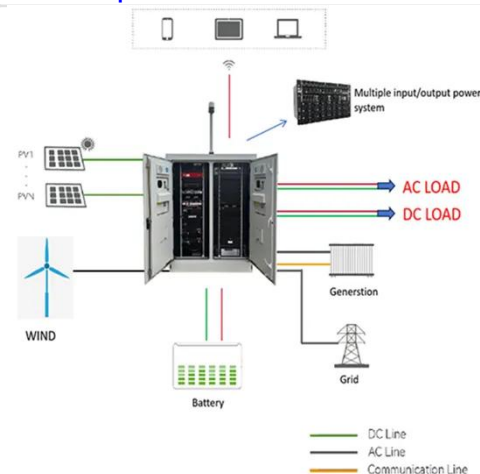 Multiple input/output power
system
PV1
PVN
AC LOAD
DC LOAD
Generstion
WIND
Grid
Battery
DC Line
AC Line
Communication Line